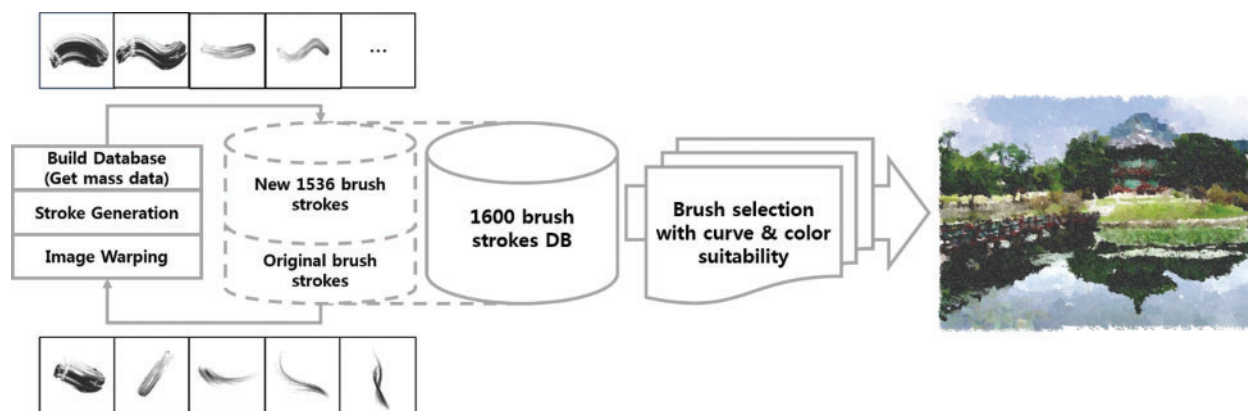 ...
Build Database
(Get mass data)
Stroke Generation
Image Warping
New 1536 brush
strokes
Original brush
strokes
1600 brush
strokes DB
Brush selection
with curve & color
suitability